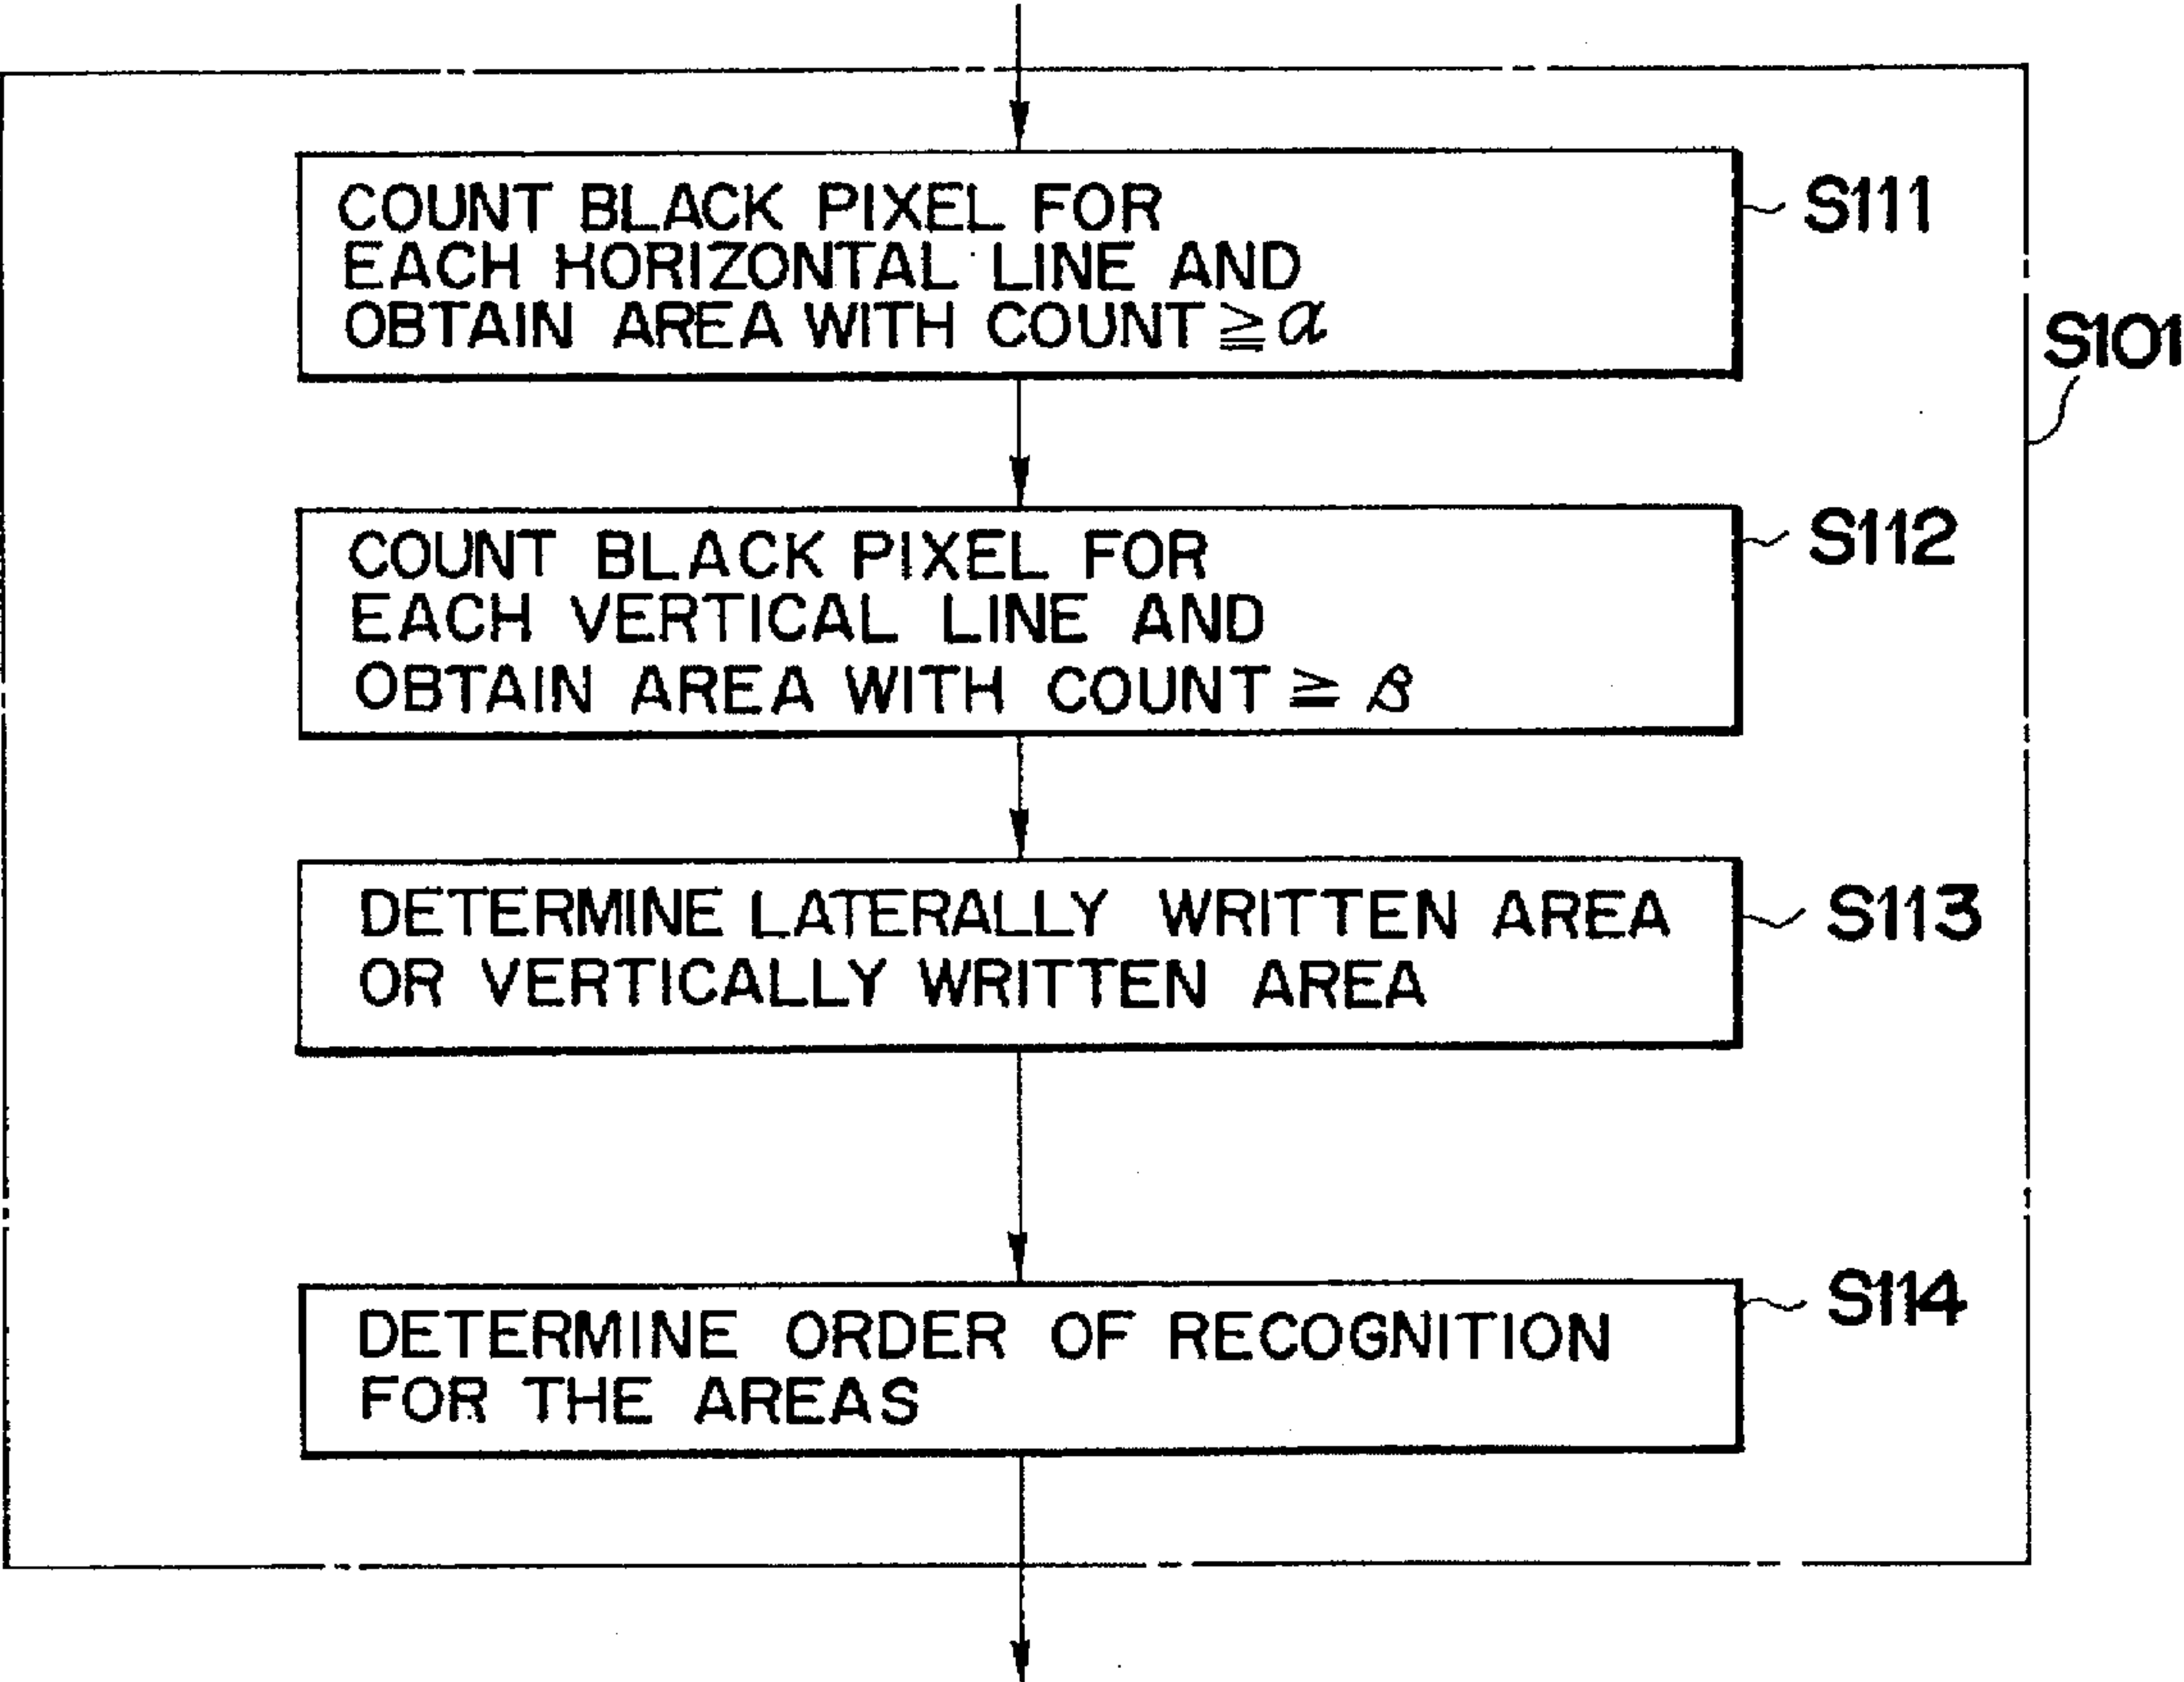 COUNT BLACK PIXEL FOR
EACH HORIZONTAL LINE AND
OBTAIN AREA WITH COUNT ≧ α
S111
S101
COUNT BLACK PIXEL FOR
EACH VERTICAL LINE AND
OBTAIN AREA WITH COUNT ≧ β
S112
DETERMINE LATERALLY WRITTEN AREA
OR VERTICALLY WRITTEN AREA
S113
DETERMINE ORDER OF RECOGNITION
FOR THE AREAS
S114